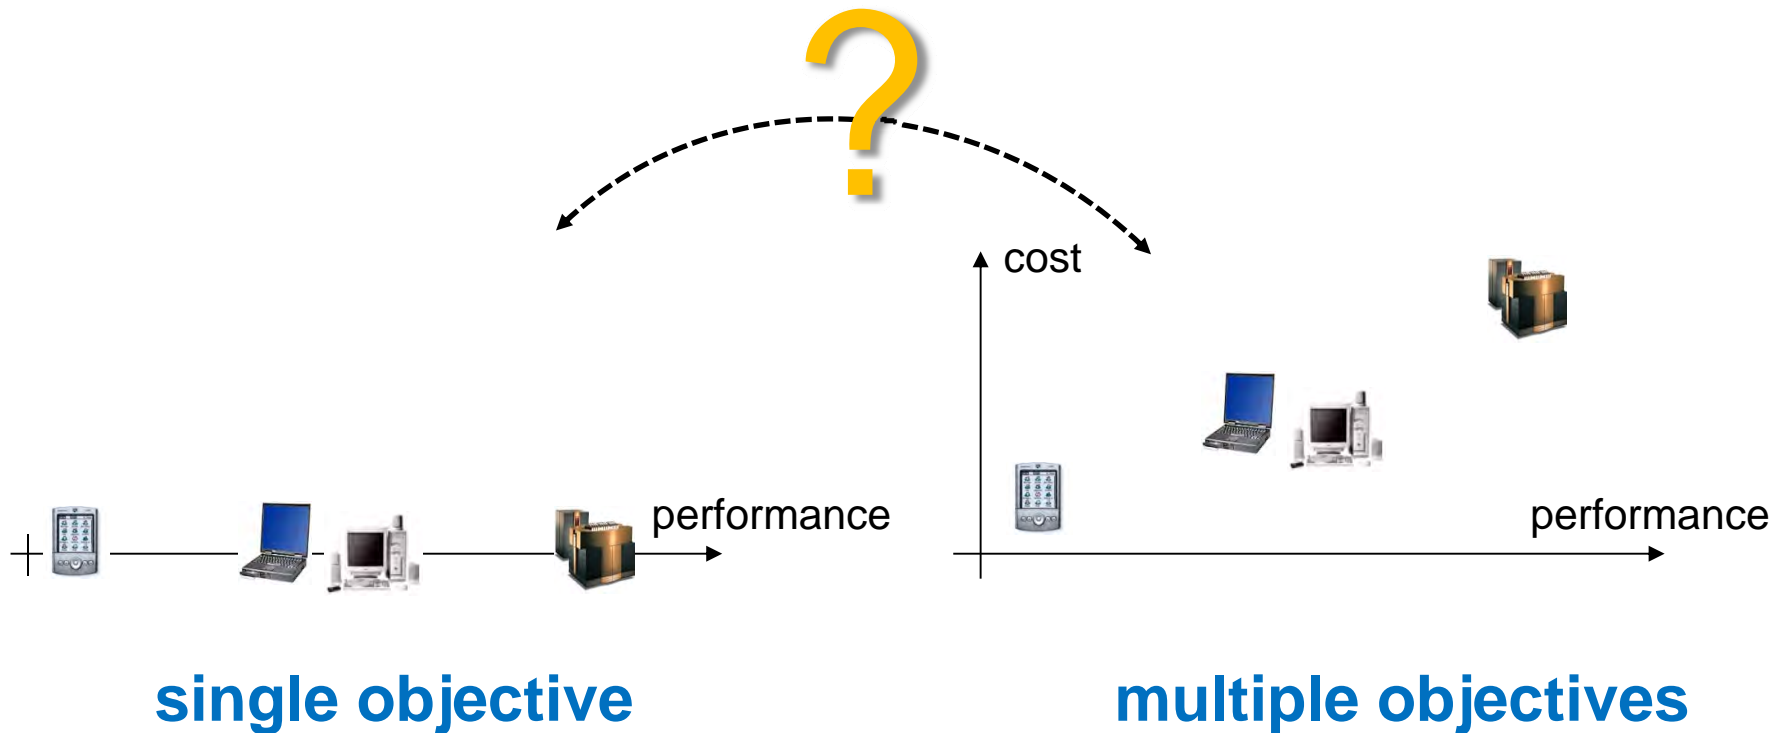 ?
cost
performance
performance
single objective
multiple objectives